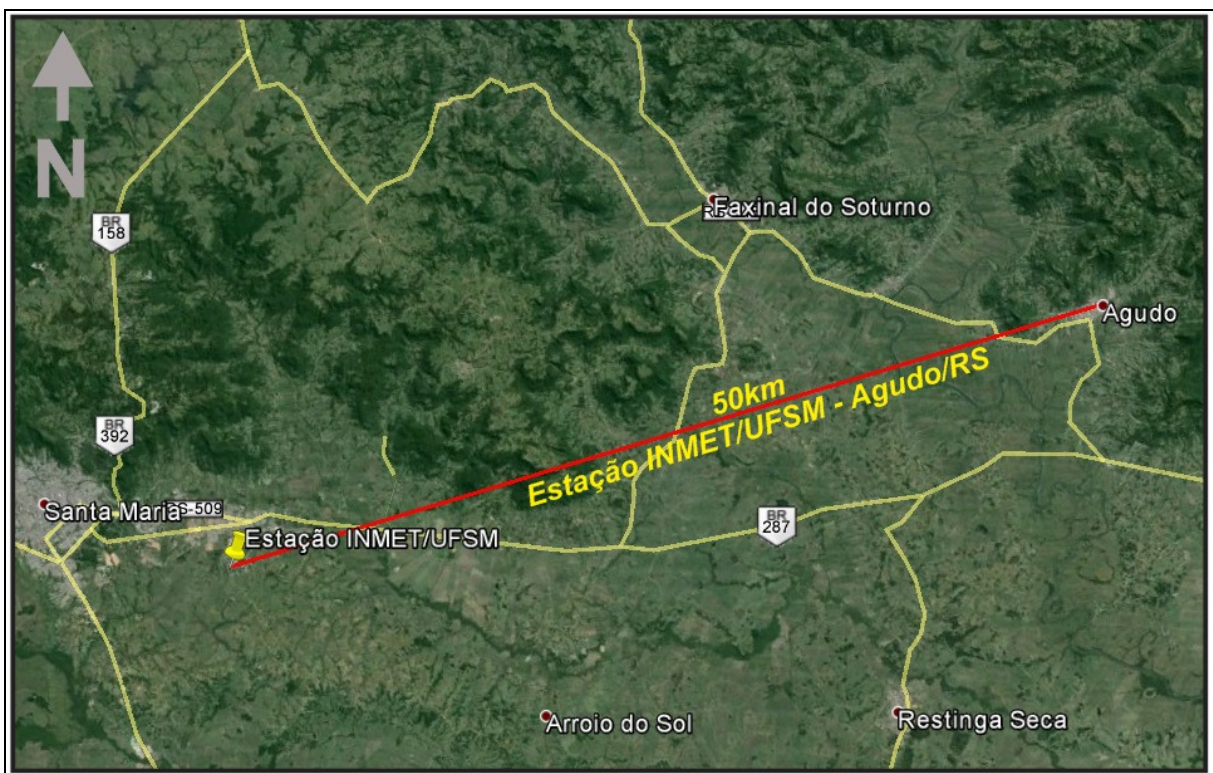 N
BR
158
Faxinal do Soturno
Agudo
50km
Estação INMET/UFSM - Agudo/RS
BR
392
Santa Maria
S-509
Estação INMET/UFSM
BR
287
Arroio do Sol
Restinga Seca